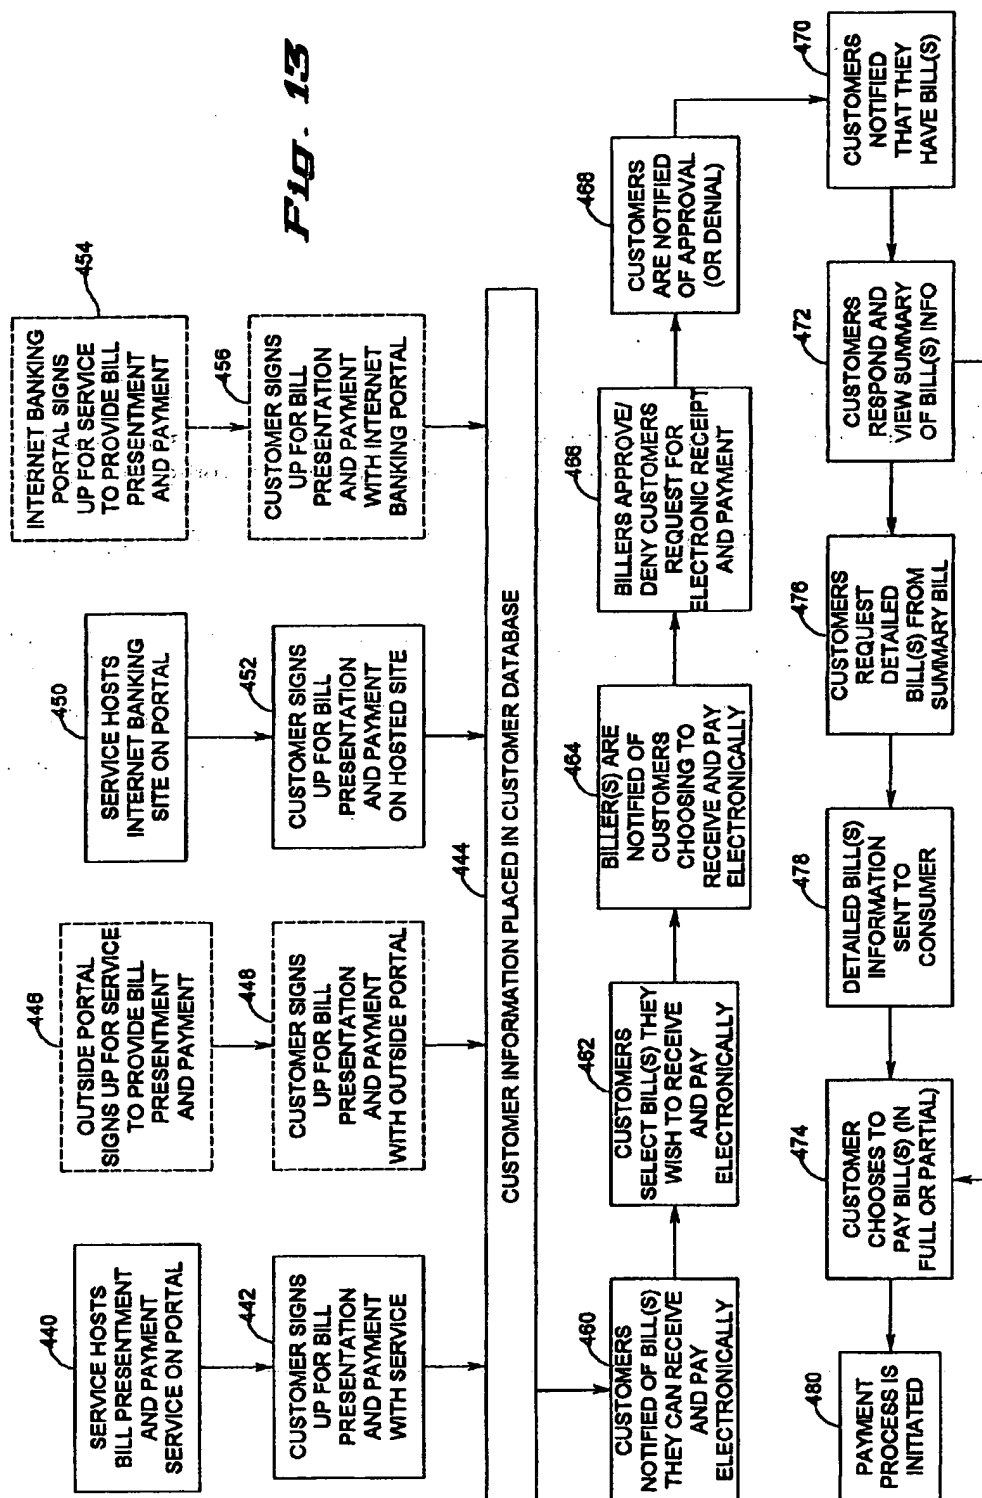 440
SERVICE HOSTS
BILL PRESENTMENT
AND PAYMENT
SERVICE ON PORTAL
446
OUTSIDE PORTAL
SIGNS UP FOR SERVICE
TO PROVIDE BILL
PRESENTMENT
AND PAYMENT
450
SERVICE HOSTS
INTERNET BANKING
SITE ON PORTAL
454
INTERNET BANKING
PORTAL SIGNS
UP FOR SERVICE
TO PROVIDE BILL
PRESENTMENT
AND PAYMENT
442
CUSTOMER SIGNS
UP FOR BILL
PRESENTATION
AND PAYMENT
WITH SERVICE
448
CUSTOMER SIGNS
UP FOR BILL
PRESENTATION
AND PAYMENT
WITH OUTSIDE PORTAL
452
CUSTOMER SIGNS
UP FOR BILL
PRESENTATION
AND PAYMENT
ON HOSTED SITE
456
CUSTOMER SIGNS
UP FOR BILL
PRESENTATION
AND PAYMENT
WITH INTERNET
BANKING PORTAL
Fig. 13
444
CUSTOMER INFORMATION PLACED IN CUSTOMER DATABASE
460
CUSTOMERS
NOTIFIED OF BILL(S)
THEY CAN RECEIVE
AND PAY
ELECTRONICALLY
462
CUSTOMERS
SELECT BILL(S) THEY
WISH TO RECEIVE
AND PAY
ELECTRONICALLY
464
BILLER(S) ARE
NOTIFIED OF
CUSTOMERS
CHOOSING TO
RECEIVE AND PAY
ELECTRONICALLY
466
BILLERS APPROVE/
DENY CUSTOMERS
REQUEST FOR
ELECTRONIC RECEIPT
AND PAYMENT
468
CUSTOMERS
ARE NOTIFIED
OF APPROVAL
(OR DENIAL)
470
CUSTOMERS
NOTIFIED
THAT THEY
HAVE BILL(S)
472
CUSTOMERS
RESPOND AND
VIEW SUMMARY
OF BILL(S) INFO
476
CUSTOMERS
REQUEST
DETAILED
BILL(S) FROM
SUMMARY BILL
478
DETAILED BILL(S)
INFORMATION
SENT TO
CONSUMER
474
CUSTOMER
CHOOSES TO
PAY BILL(S) (IN
FULL OR PARTIAL)
480
PAYMENT
PROCESS IS
INITIATED